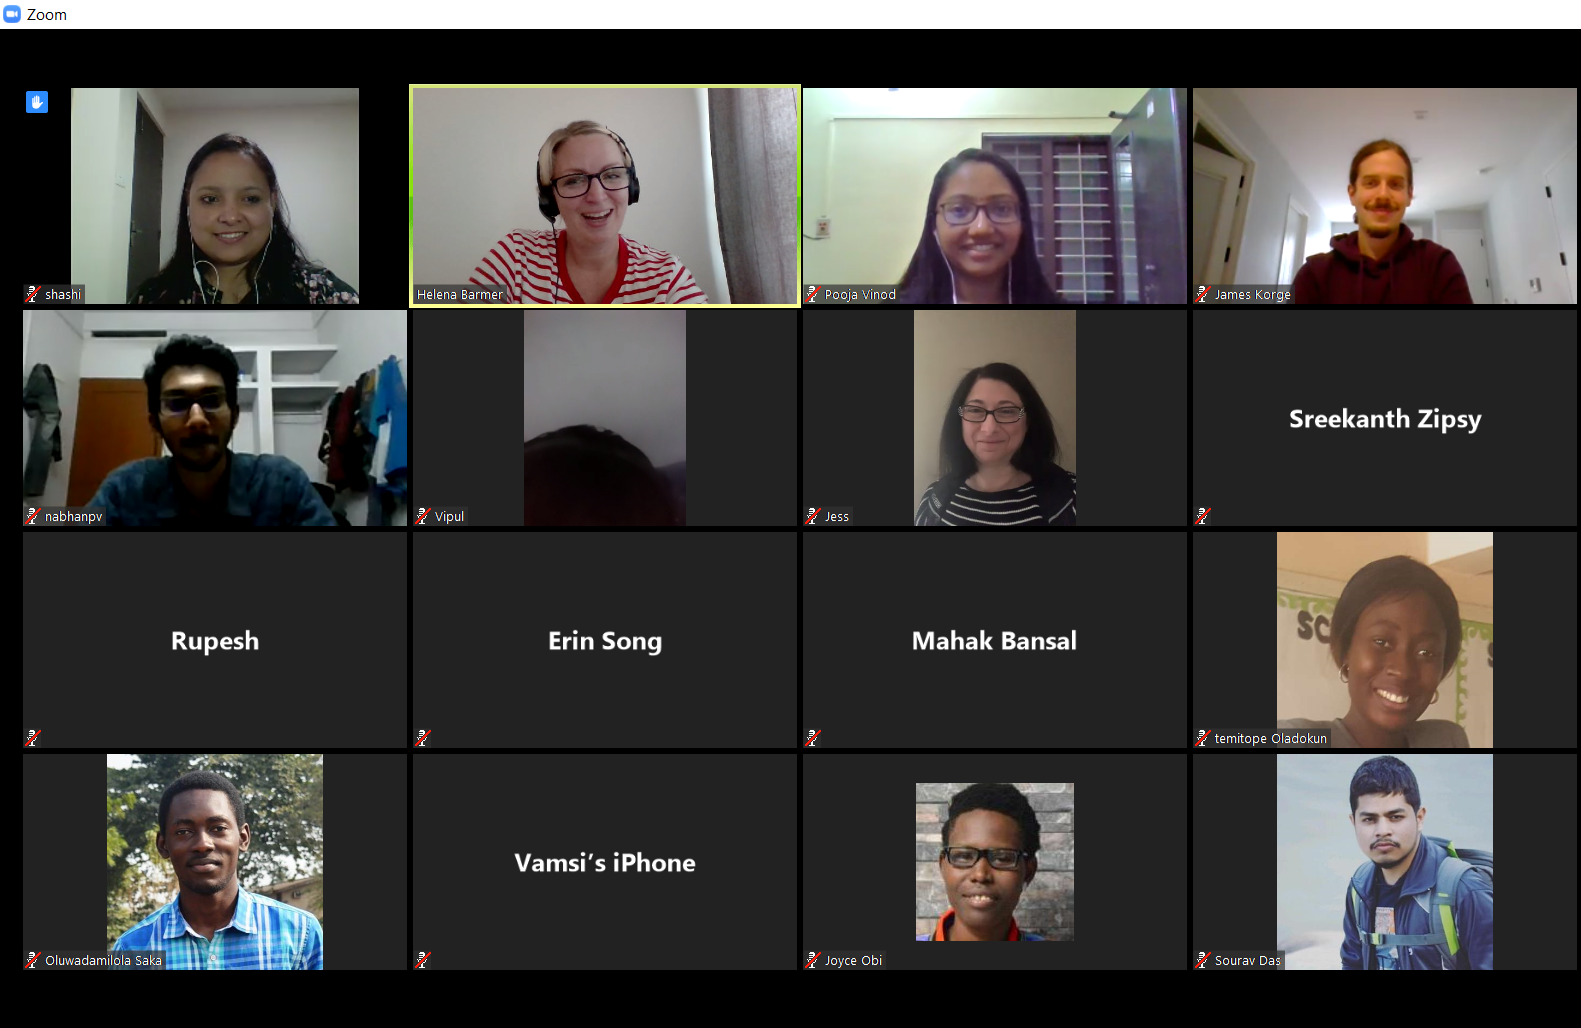 Zoom
shashi
Helena Barmer
Pooja Vinod
James Korge
nabhanpv
Vipul
Jess
Sreekanth Zipsy
Rupesh
Erin Song
Mahak Bansal
SC
temitope Oladokun
Oluwadamilola Saka
Vamsi's iPhone
Joyce Obi
Sourav Das